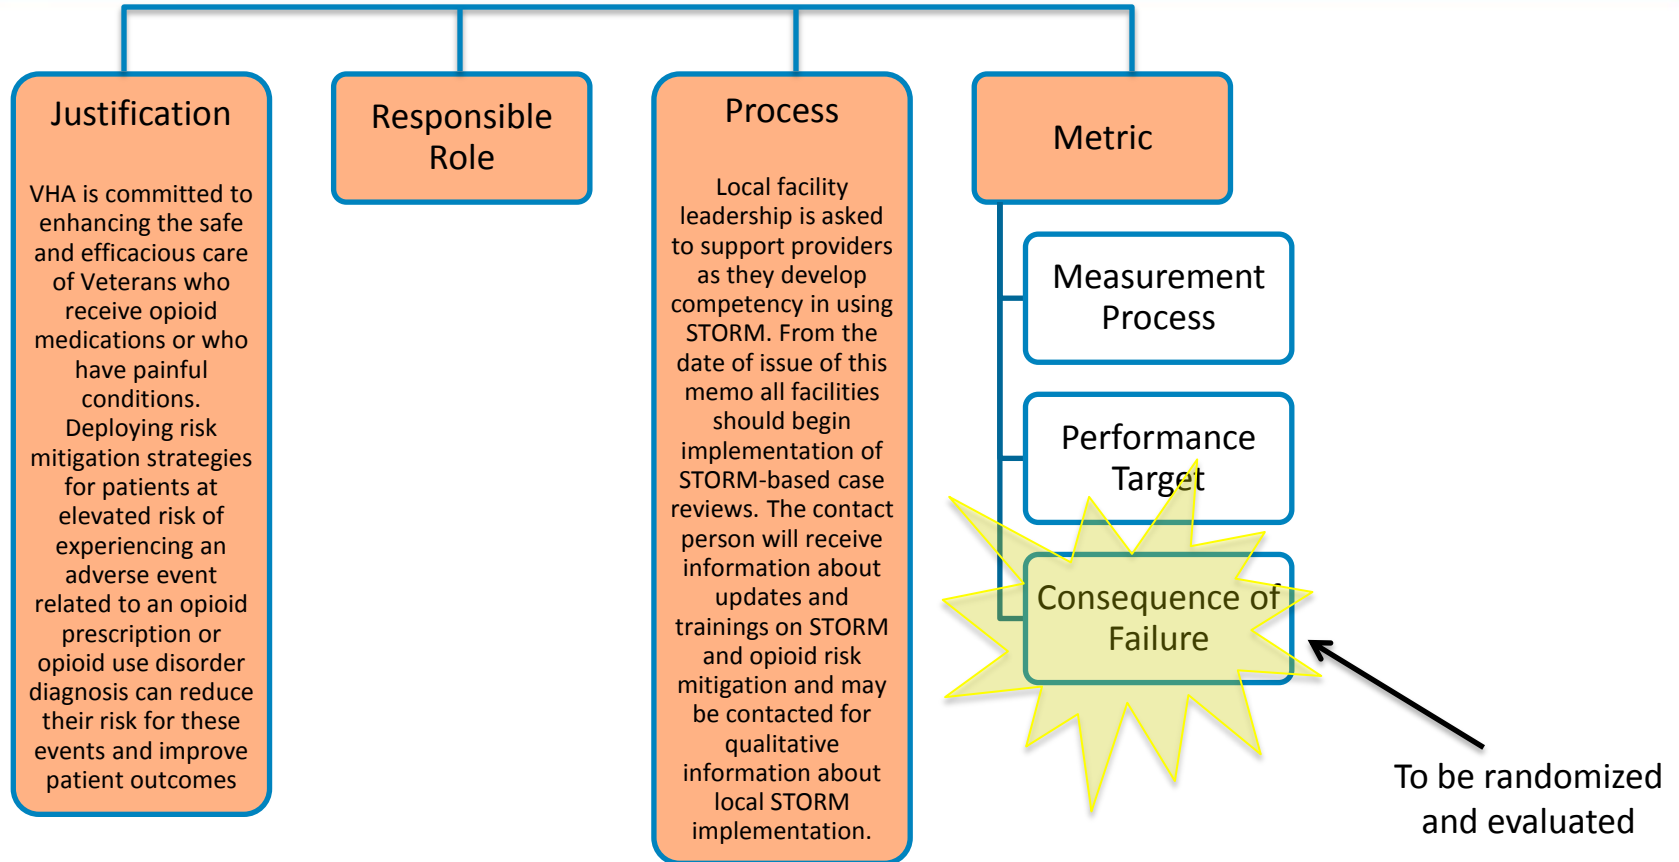 Justification
VHA is committed to
enhancing the safe
and efficacious care
of Veterans who
receive opioid
medications or who
have painful
conditions.
Deploying risk
mitigation strategies
for patients at
elevated risk of
experiencing an
adverse event
related to an opioid
prescription or
opioid use disorder
diagnosis can reduce
their risk for these
events and improve
patient outcomes
Responsible
Role
Process
Local facility
leadership is asked
to support providers
as they develop
competency in using
STORM. From the
date of issue of this
memo all facilities
should begin
implementation of
STORM-based case
reviews. The contact
person will receive
information about
updates and
trainings on STORM
and opioid risk
mitigation and may
be contacted for
qualitative
information about
local STORM
implementation.
Metric
Measurement
Process
Performance
Target
Consequence of
Failure
To be randomized
and evaluated